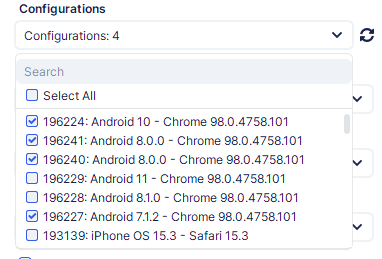 Configurations
Configurations: 4
Search
Select All
196224: Android 10 - Chrome 98.0.4758.101
196241: Android 8.0.0 - Chrome 98.0.4758.101
196240: Android 8.0.0 - Chrome 98.0.4758.101
196229: Android 11 - Chrome 98.0.4758.101
196228: Android 8.1.0 - Chrome 98.0.4758.101
196227: Android 7.1.2 - Chrome 98.0.4758.101
193139: iPhone OS 15.3 - Safari 15.3